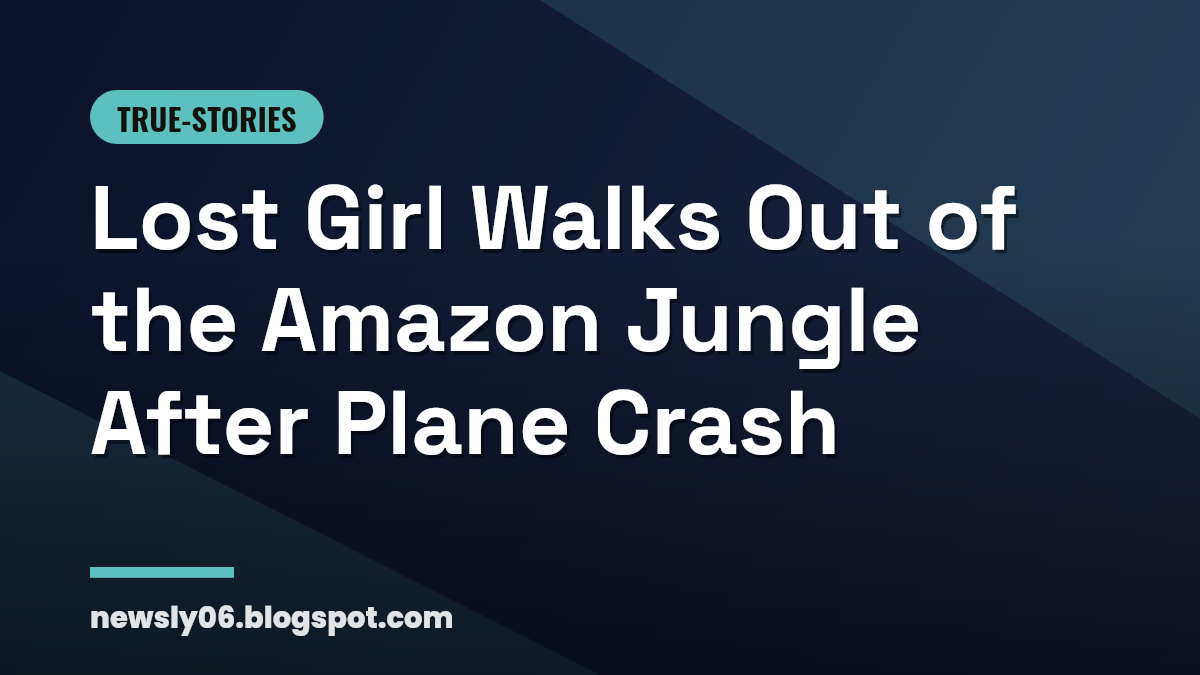 TRUE-STORIES
Lost Girl Walks Out of
the Amazon Jungle
After Plane Crash
newsly06.blogspot.com